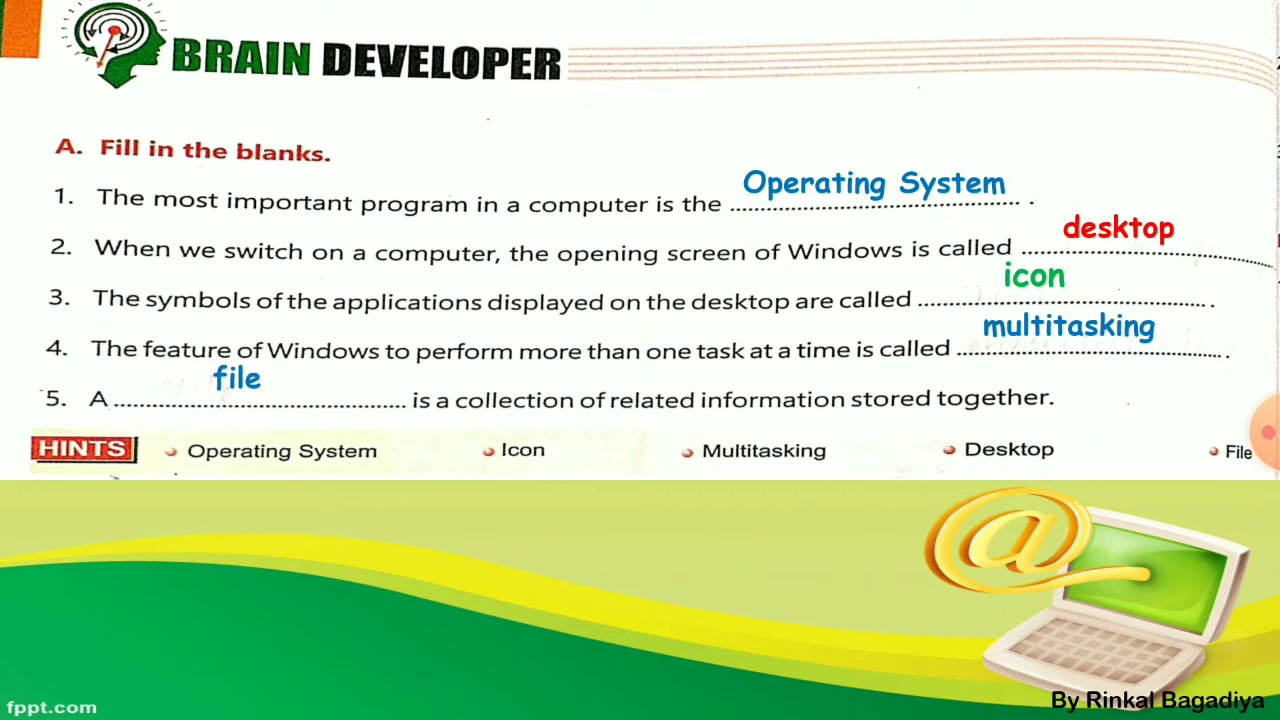 BRAIN DEVELOPER
A. Fill in the blanks.
1. The most important program in a computer is the Operating System .
2. When we switch on a computer, the opening screen of Windows is called desktop
3. The symbols of the applications displayed on the desktop are called icon .
4. The feature of Windows to perform more than one task at a time is called multitasking .
5. A file is a collection of related information stored together.
HINTS • Operating System • Icon • Multitasking • Desktop • File
fppt.com
By Rinkal Bagadiya